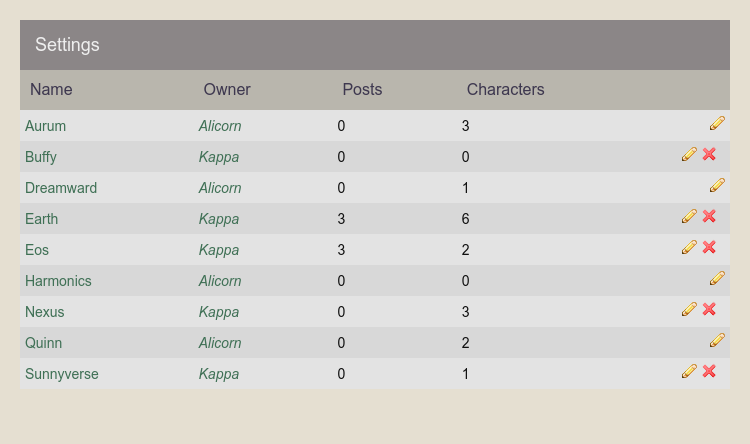 Settings
Name Owner Posts Characters
Aurum Alicorn 0 3
Buffy Kappa 0 0
Dreamward Alicorn 0 1
Earth Kappa 3 6
Eos Kappa 3 2
Harmonics Alicorn 0 0
Nexus Kappa 0 3
Quinn Alicorn 0 2
Sunnyverse Kappa 0 1